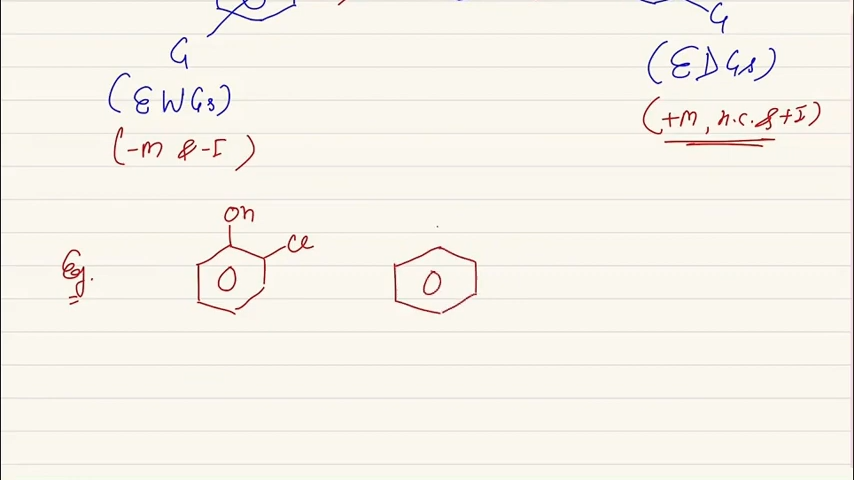 G
G
(EWGs)
(EDGs)
(-M & -I)
(+M, H.C. & +I)
OH
Cl
Eg.